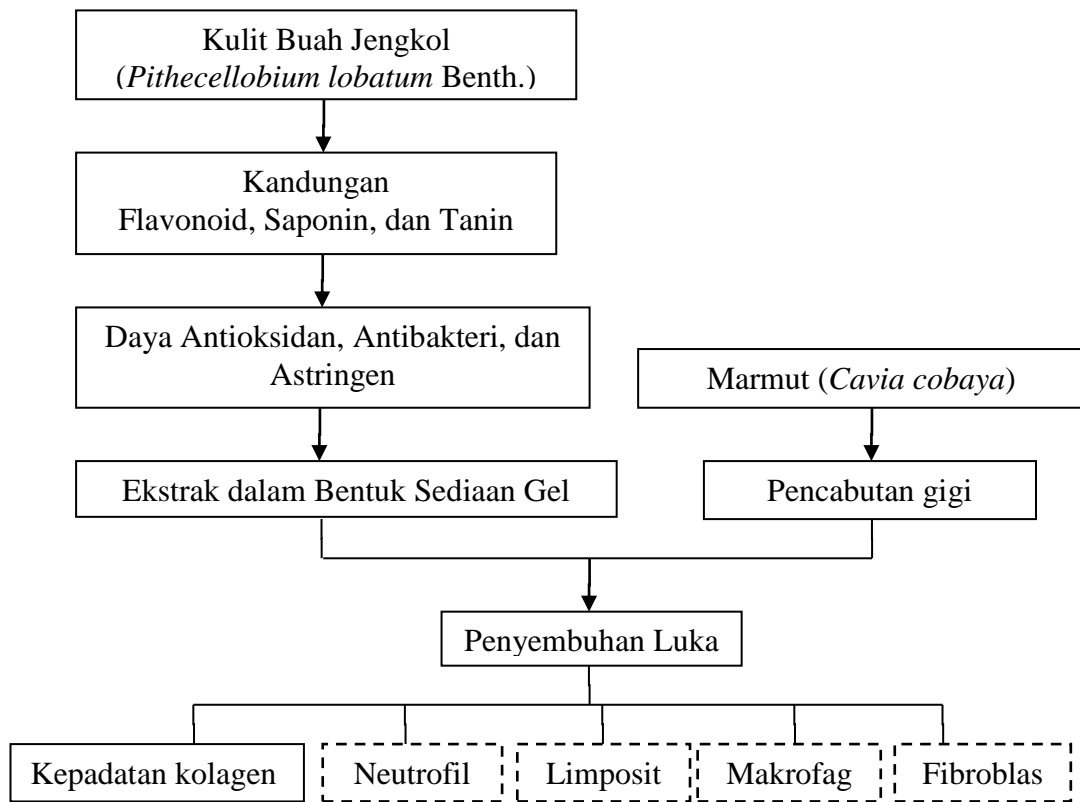 Kulit Buah Jengkol
(Pithecellobium lobatum Benth.)
Kandungan
Flavonoid, Saponin, dan Tanin
Daya Antioksidan, Antibakteri, dan
Astringen
Marmut (Cavia cobaya)
Ekstrak dalam Bentuk Sediaan Gel
Pencabutan gigi
Penyembuhan Luka
Kepadatan kolagen
Neutrofil
Limposit
Makrofag
Fibroblas